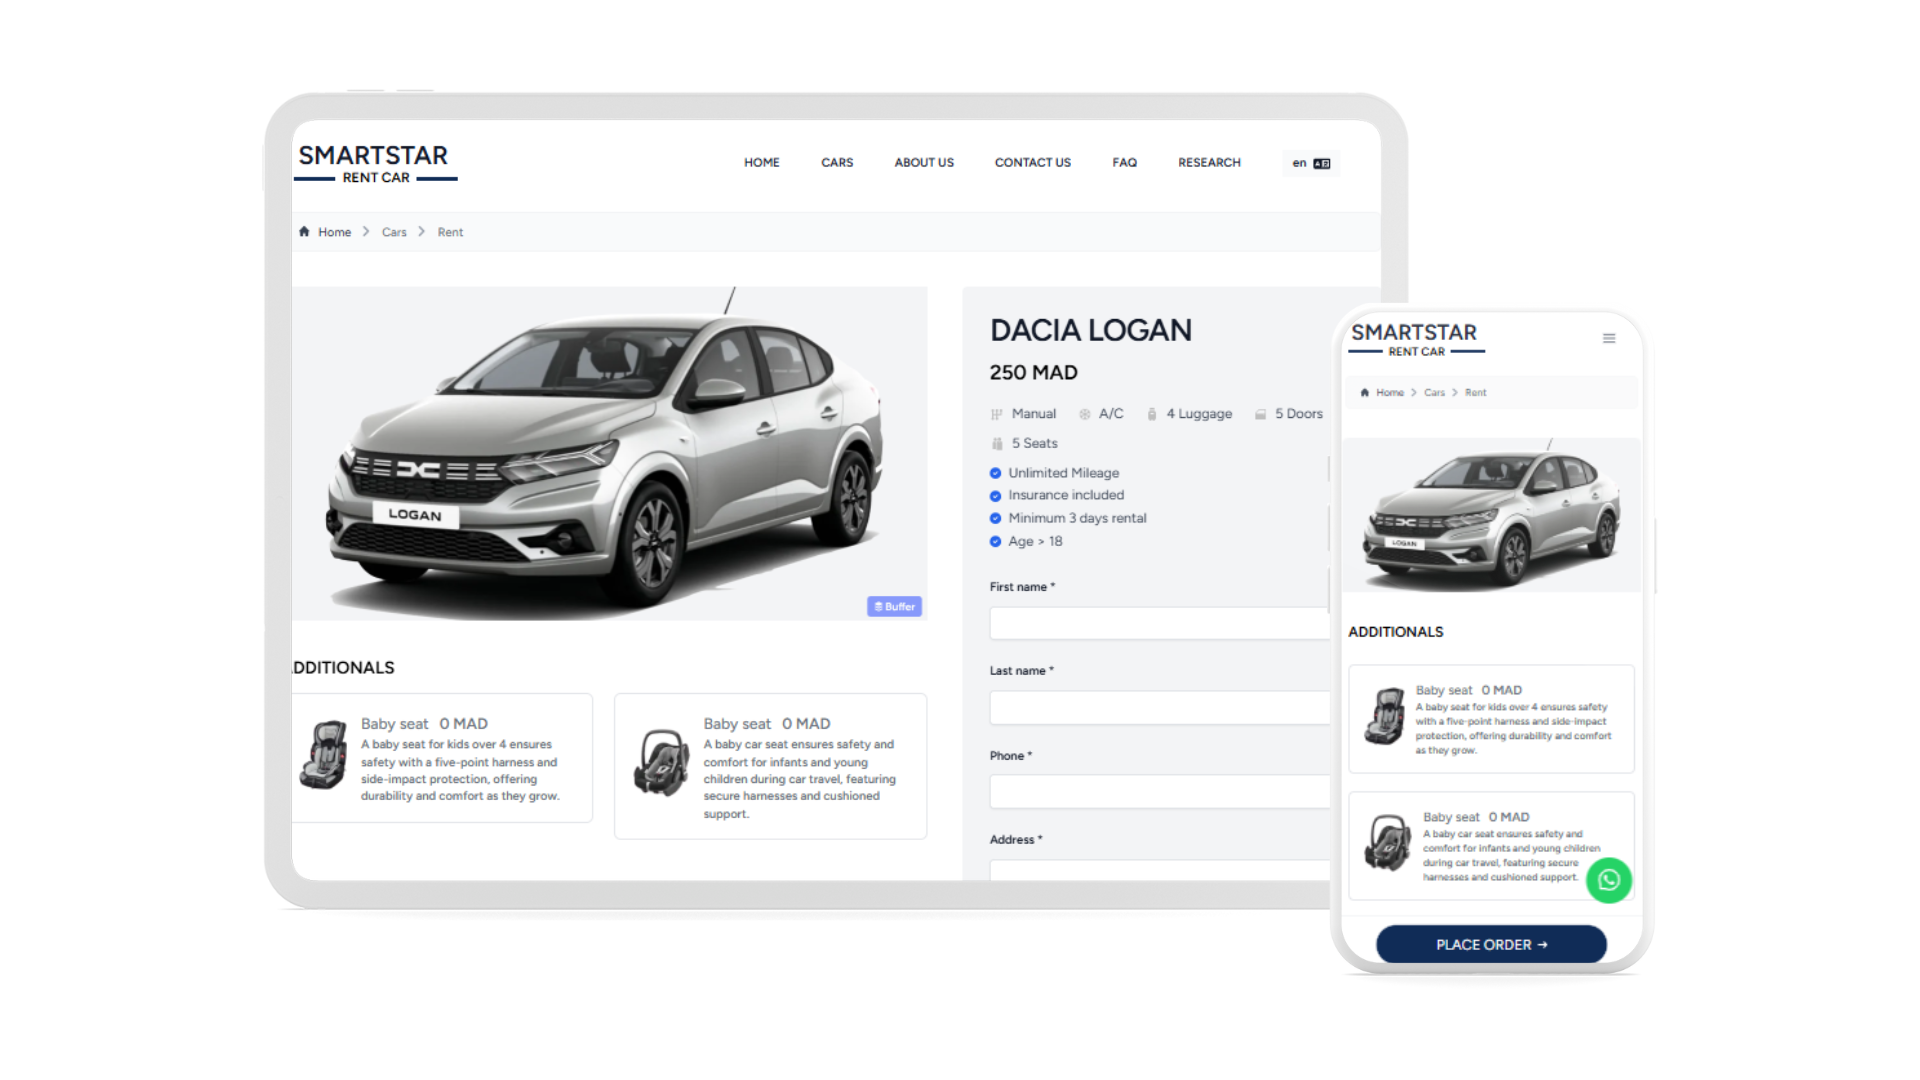 SMARTSTAR
RENT CAR
HOME CARS ABOUT US CONTACT US FAQ RESEARCH en
Home > Cars > Rent
LOGAN
Buffer
DDITIONALS
Baby seat 0 MAD
A baby seat for kids over 4 ensures
safety with a five-point harness and
side-impact protection, offering
durability and comfort as they grow.
Baby seat 0 MAD
A baby car seat ensures safety and
comfort for infants and young
children during car travel, featuring
secure harnesses and cushioned
support.
DACIA LOGAN
250 MAD
Manual A/C 4 Luggage 5 Doors
5 Seats
Unlimited Mileage
Insurance included
Minimum 3 days rental
Age > 18
First name *
Last name *
Phone *
Address *
SMARTSTAR
RENT CAR
Home > Cars > Rent
LOGAN
ADDITIONALS
Baby seat 0 MAD
A baby seat for kids over 4 ensures safety
with a five-point harness and side-impact
protection, offering durability and comfort
as they grow.
Baby seat 0 MAD
A baby car seat ensures safety and
comfort for infants and young children
during car travel, featuring secure
harnesses and cushioned support.
PLACE ORDER →